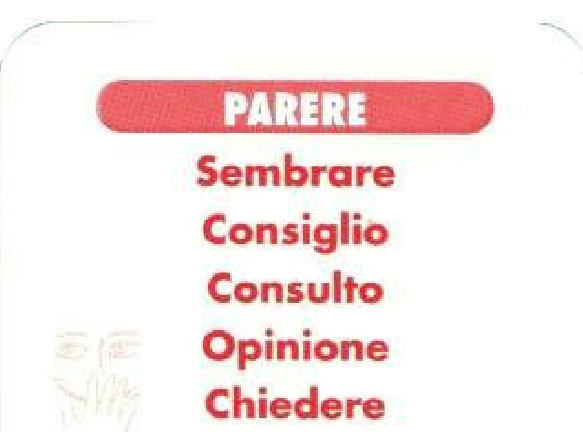 PARERE
Sembrare
Consiglio
Consulto
Opinione
Chiedere